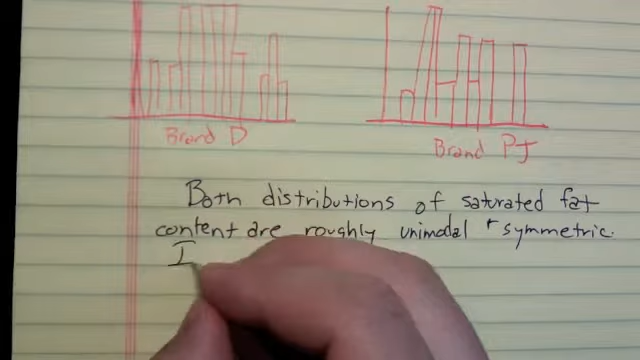 Brand D
Brand PJ
Both distributions of saturated fat
content are roughly unimodal + symmetric.
I